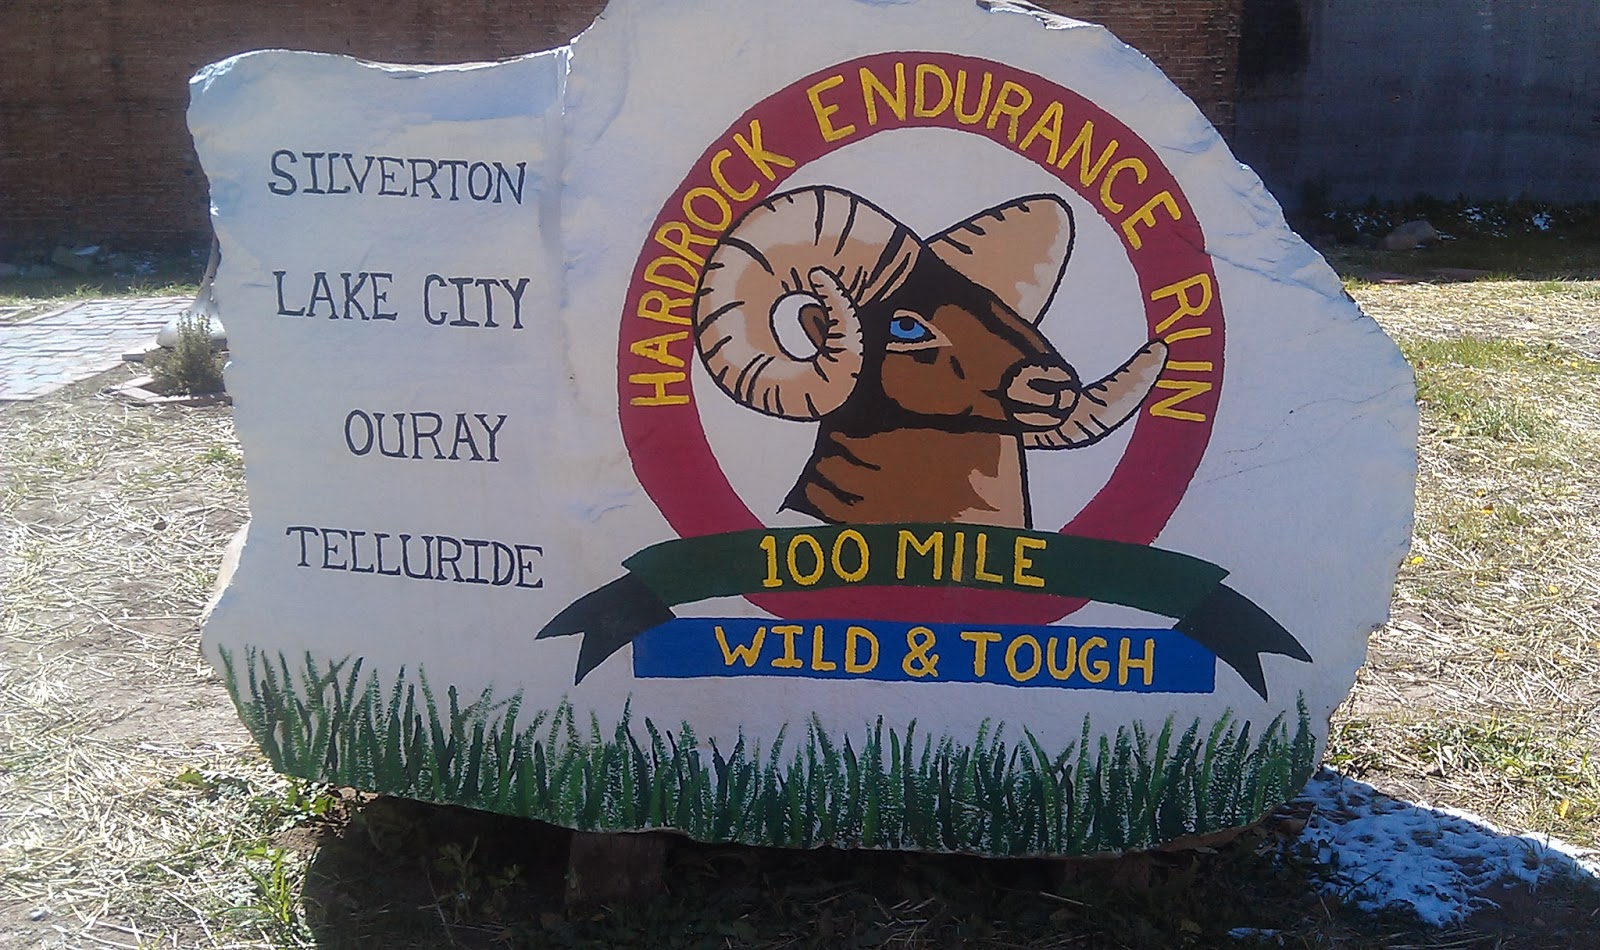 SILVERTON
LAKE CITY
OURAY
TELLURIDE
HARDROCK ENDURANCE RUN
100 MILE
WILD & TOUGH